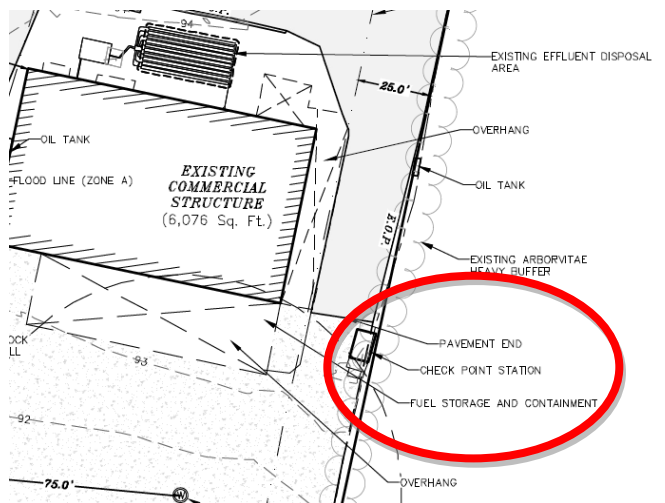 94
EXISTING EFFLUENT DISPOSAL
AREA
25.0'
OVERHANG
OIL TANK
EXISTING
COMMERCIAL
STRUCTURE
(6,076 Sq. Ft.)
FLOOD LINE (ZONE A)
OIL TANK
E.O.P.
EXISTING ARBORVITAE
HEAVY BUFFER
PAVEMENT END
CHECK POINT STATION
93
FUEL STORAGE AND CONTAINMENT
92
75.0'
W
OVERHANG